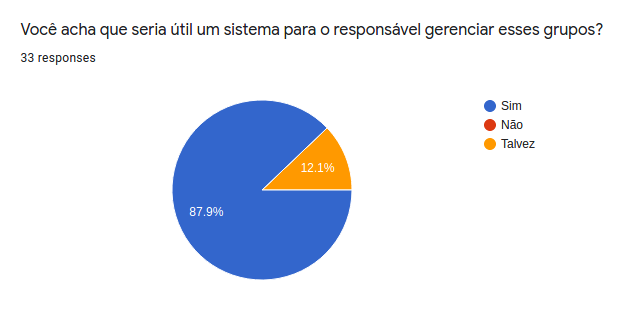 Você acha que seria útil um sistema para o responsável gerenciar esses grupos?
33 responses
Sim
Não
Talvez
12.1%
87.9%